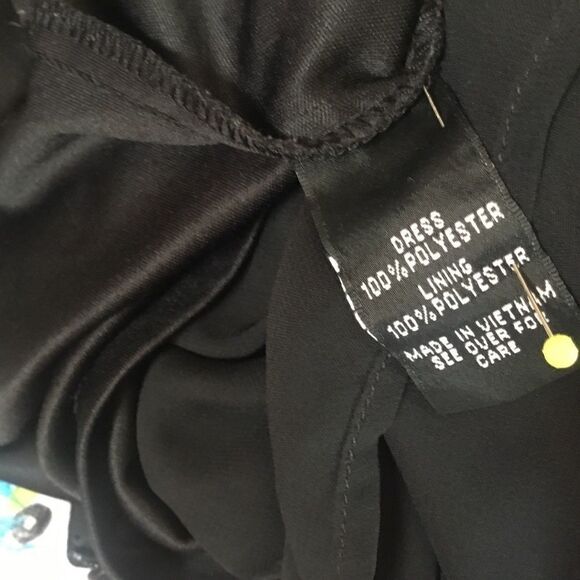 DRESS
100%POLYESTER
LINING
100%POLYESTER
MADE IN VIETNAM
SEE OVER FOR
CARE